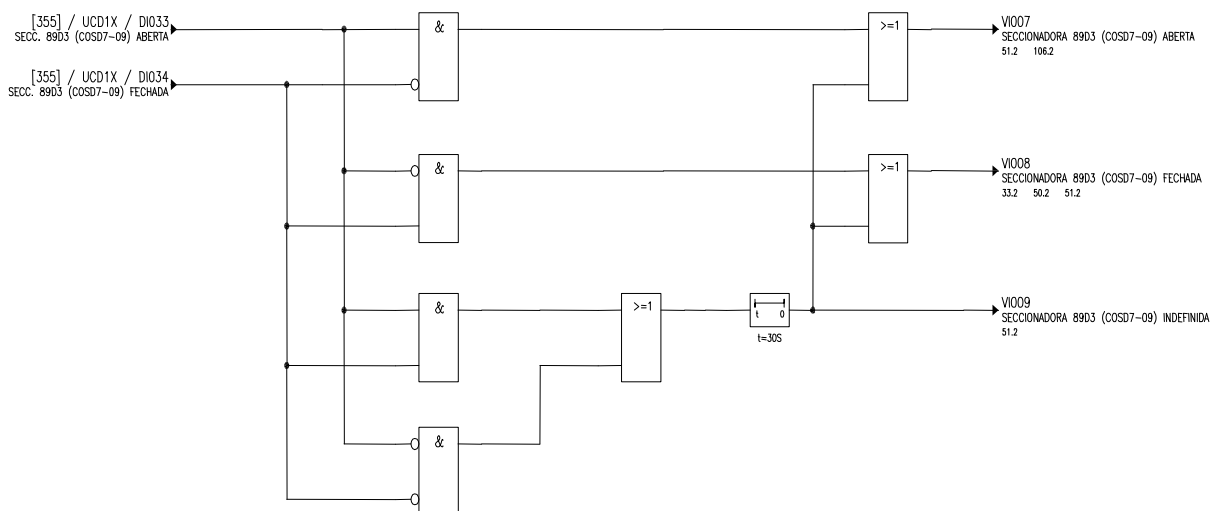 [355] / UCD1X / DI033
SECC. 89D3 (COSD7-09) ABERTA
[355] / UCD1X / DI034
SECC. 89D3 (COSD7-09) FECHADA
&
>=1
VI007
SECCIONADORA 89D3 (COSD7-09) ABERTA
51.2 106.2
&
>=1
VI008
SECCIONADORA 89D3 (COSD7-09) FECHADA
33.2 50.2 51.2
&
>=1
t 0
t=30S
VI009
SECCIONADORA 89D3 (COSD7-09) INDEFINIDA
51.2
&